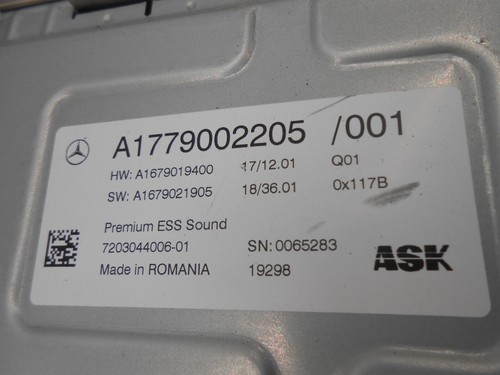 A1779002205 /001
HW: A1679019400 17/12.01 Q01
SW: A1679021905 18/36.01 0x117B
Premium ESS Sound
7203044006-01 SN: 0065283
Made in ROMANIA 19298
ASK